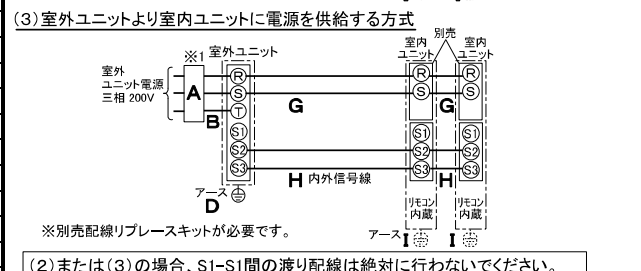 (3)室外ユニットより室内ユニットに電源を供給する方式
別売
※1 室外ユニット
室内
ユニット
室内
ユニット
室外
ユニット電源
三相 200V
A
B
R
S
T
S1
S2
S3
G
R
S
G
R
S
S1
S2
S3
S1
S2
S3
H 内外信号線
H
アース
D
リモコン
内蔵
リモコン
内蔵
※別売配線リプレースキットが必要です。
アース I
I
(2)または(3)の場合、S1-S1間の渡り配線は絶対に行わないでください。